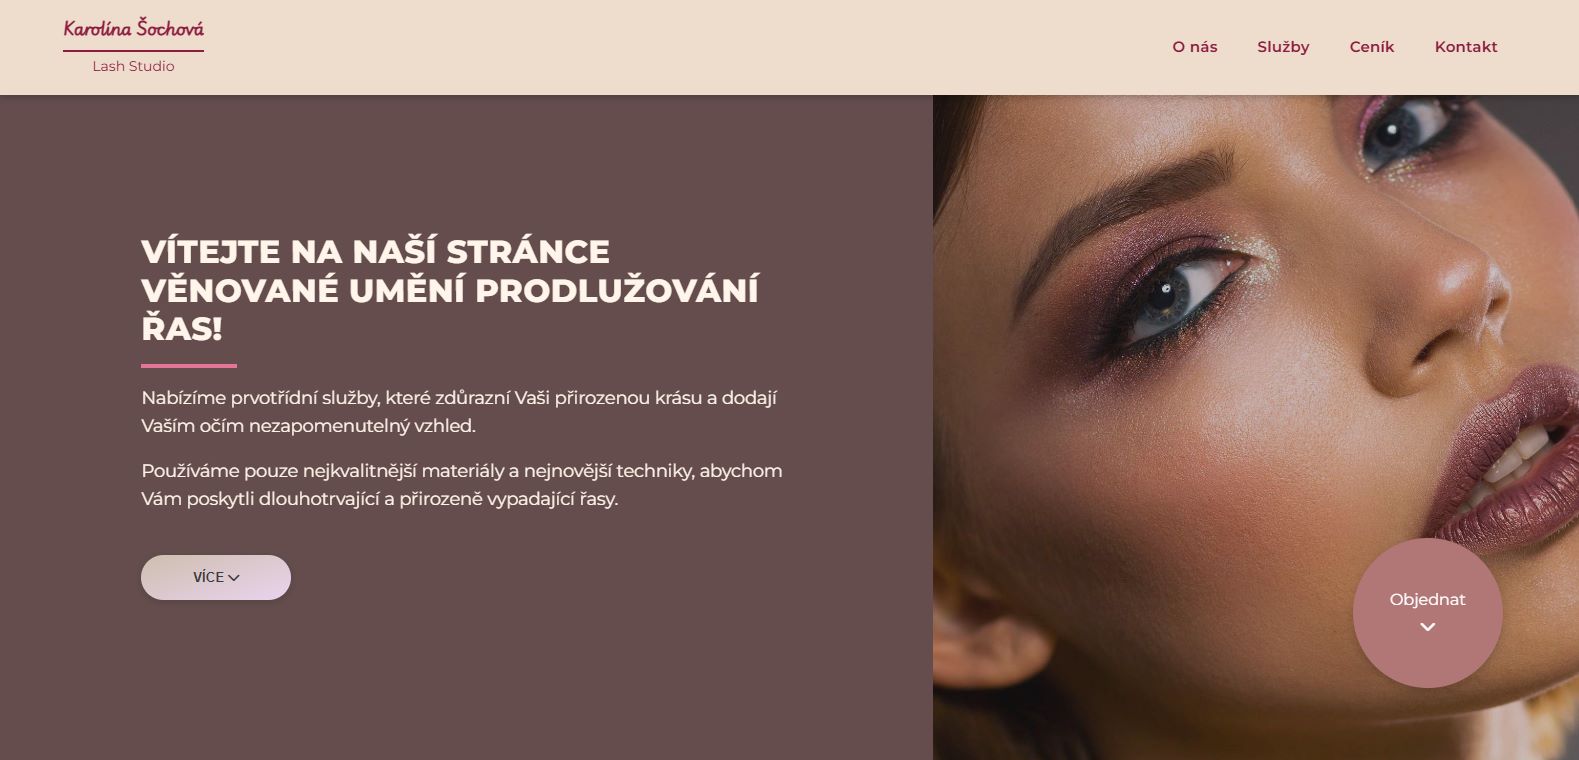 Karolína Šochová
Lash Studio
O nás
Služby
Ceník
Kontakt
VÍTEJTE NA NAŠÍ STRÁNCE
VĚNOVANÉ UMĚNÍ PRODLUŽOVÁNÍ
ŘAS!
Nabízíme prvotřídní služby, které zdůrazní Vaši přirozenou krásu a dodají
Vaším očím nezapomenutelný vzhled.
Používáme pouze nejkvalitnější materiály a nejnovější techniky, abychom
Vám poskytli dlouhotrvající a přirozeně vypadající řasy.
VÍCE
Objednat